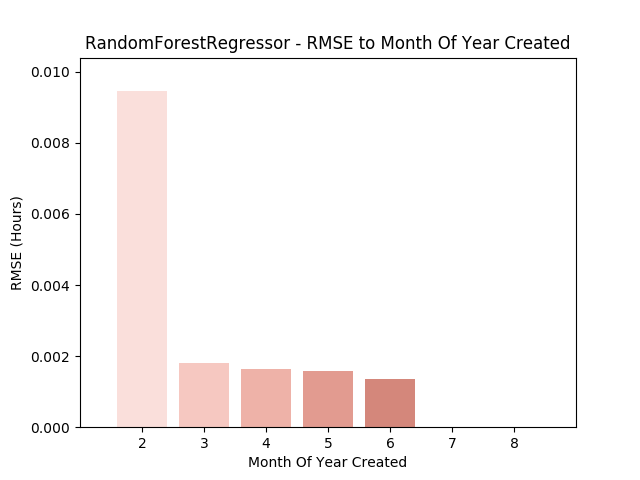 RandomForestRegressor - RMSE to Month Of Year Created
0.010
0.008
0.006
0.004
0.002
0.000
RMSE (Hours)
2 3 4 5 6 7 8
Month Of Year Created